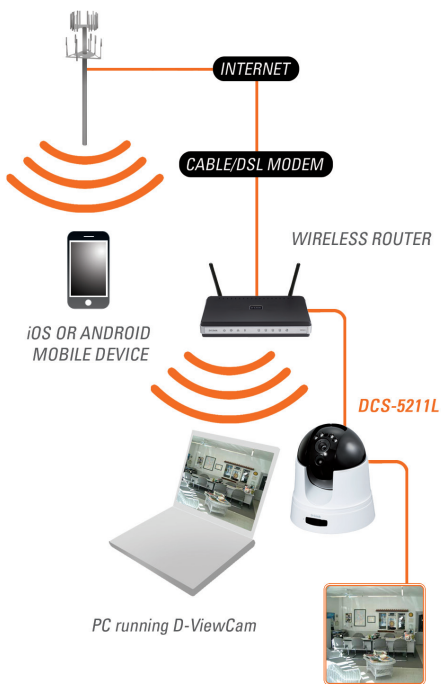 INTERNET
CABLE/DSL MODEM
WIRELESS ROUTER
iOS OR ANDROID
MOBILE DEVICE
DCS-5211L
PC running D-ViewCam